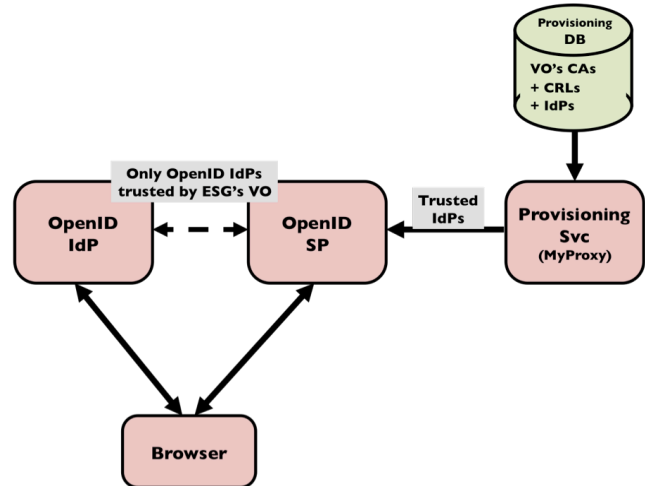 Provisioning
DB
VO's CAs
+ CRLs
+ IdPs
Only OpenID IdPs
trusted by ESG's VO
OpenID
IdP
OpenID
SP
Trusted
IdPs
Provisioning
Svc
(MyProxy)
Browser